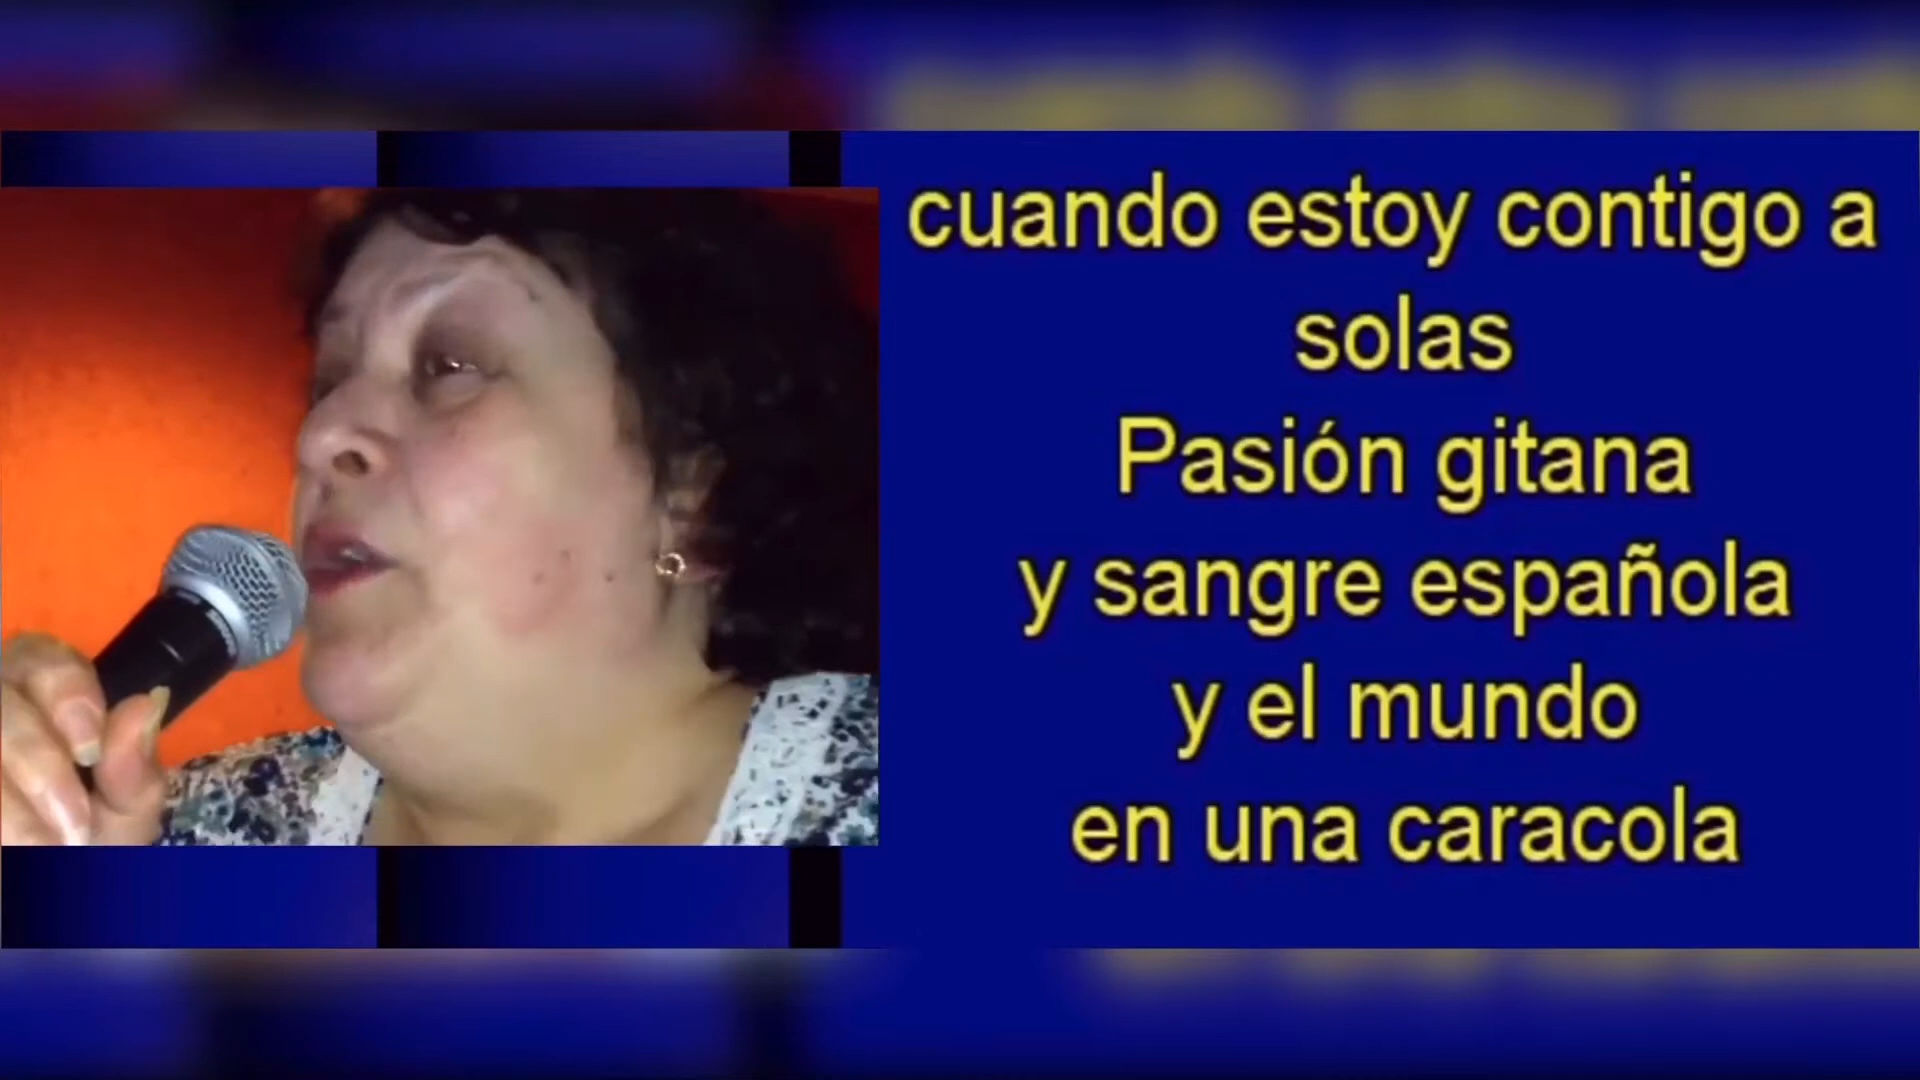 cuando estoy contigo a
solas
Pasión gitana
y sangre española
y el mundo
en una caracola